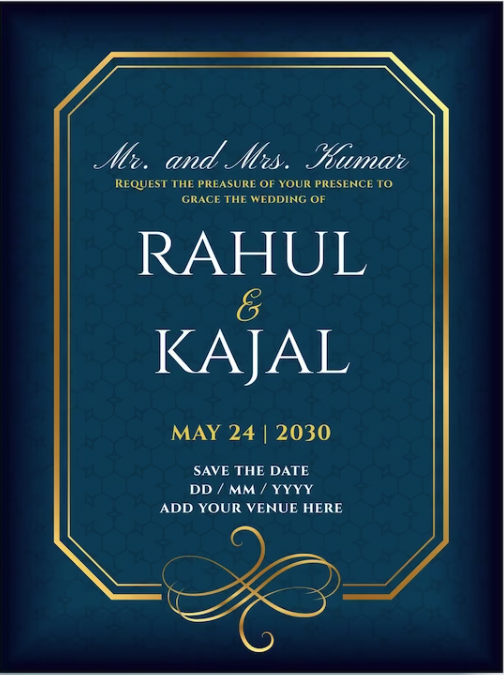 Mr. and Mrs. Kumar
REQUEST THE PREASURE OF YOUR PRESENCE TO
GRACE THE WEDDING OF
RAHUL
&
KAJAL
MAY 24 | 2030
SAVE THE DATE
DD / MM / YYYY
ADD YOUR VENUE HERE